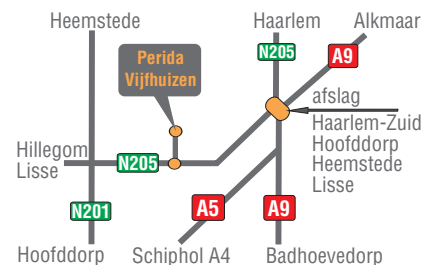 Heemstede
Haarlem
Alkmaar
N205
A9
Perida
Vijfhuizen
afslag
Haarlem-Zuid
Hoofddorp
Heemstede
Lisse
Hillegom
Lisse
N205
N201
A5
A9
Hoofddorp
Schiphol A4
Badhoevedorp